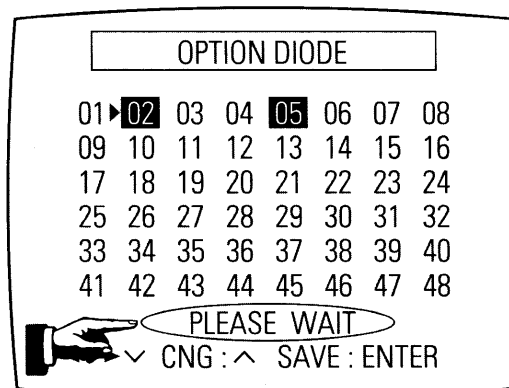 OPTION DIODE
01 ▶ 02 03 04 05 06 07 08
09 10 11 12 13 14 15 16
17 18 19 20 21 22 23 24
25 26 27 28 29 30 31 32
33 34 35 36 37 38 39 40
41 42 43 44 45 46 47 48
PLEASE WAIT
∨ CNG : ∧ SAVE : ENTER